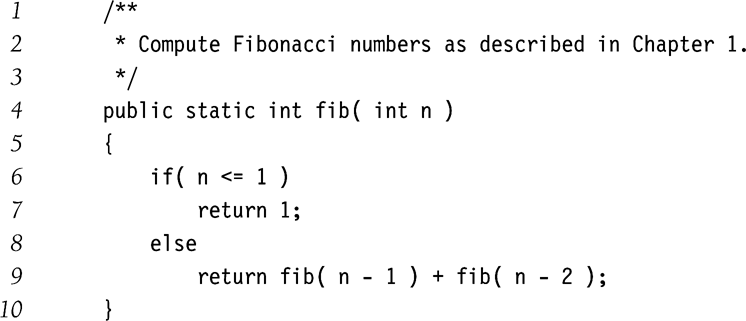 1 /**
2 * Compute Fibonacci numbers as described in Chapter 1.
3 */
4 public static int fib( int n )
5 {
6 if( n <= 1 )
7 return 1;
8 else
9 return fib( n - 1 ) + fib( n - 2 );
10 }